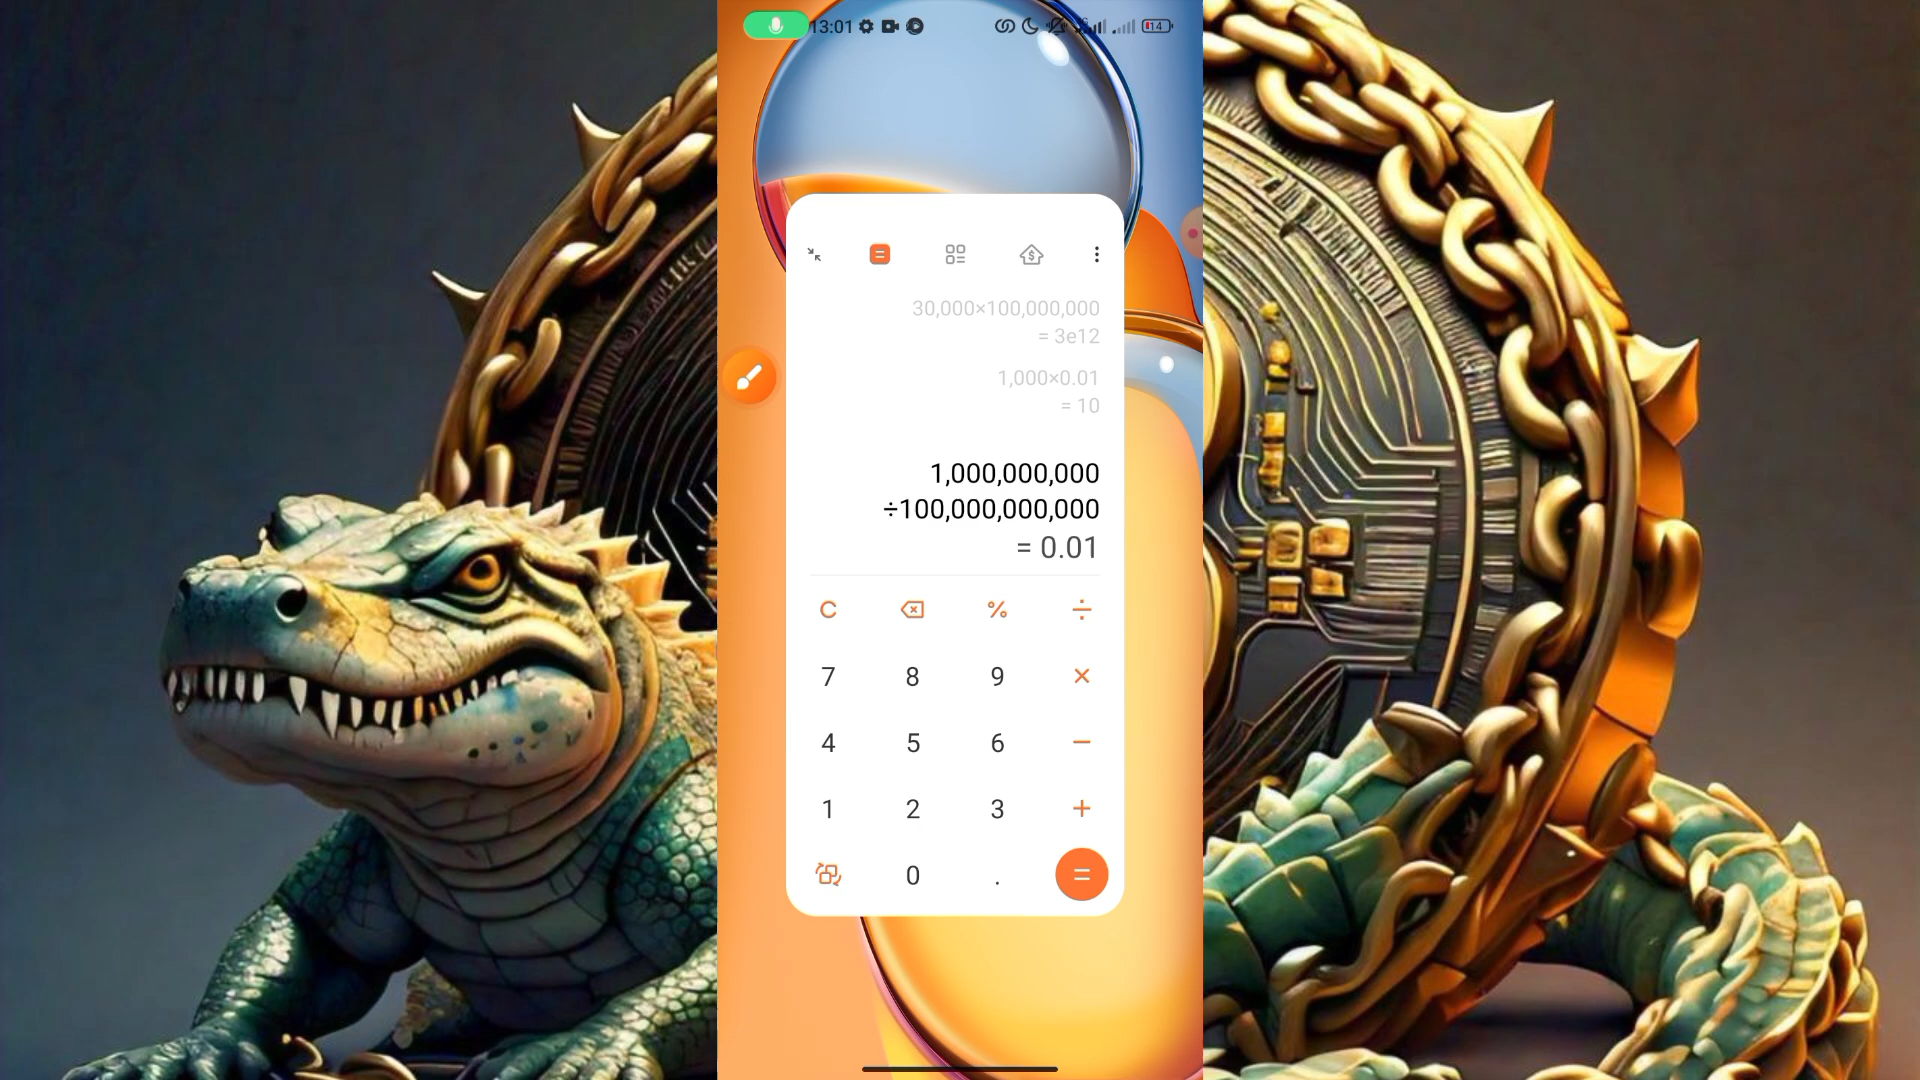 13:01
14
30,000×100,000,000
= 3e12
1,000×0.01
= 10
1,000,000,000
÷100,000,000,000
= 0.01
C % ÷
7 8 9 ×
4 5 6 −
1 2 3 +
0 . =